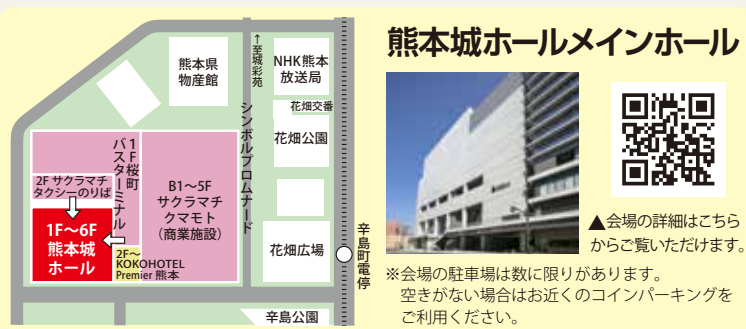 熊本県
物産館
↑至城彩苑
NHK熊本
放送局
花畑交番
花畑公園
シンボルプロムナード
1F桜町
バスターミナル
2F サクラマチ
タクシーのりば
B1〜5F
サクラマチ
クマモト
（商業施設）
1F〜6F
熊本城
ホール
2F〜
KOKOHOTEL
Premier 熊本
花畑広場
辛島町電停
辛島公園
熊本城ホールメインホール
▲会場の詳細はこちら
からご覧いただけます。
※会場の駐車場は数に限りがあります。
空きがない場合はお近くのコインパーキングを
ご利用ください。